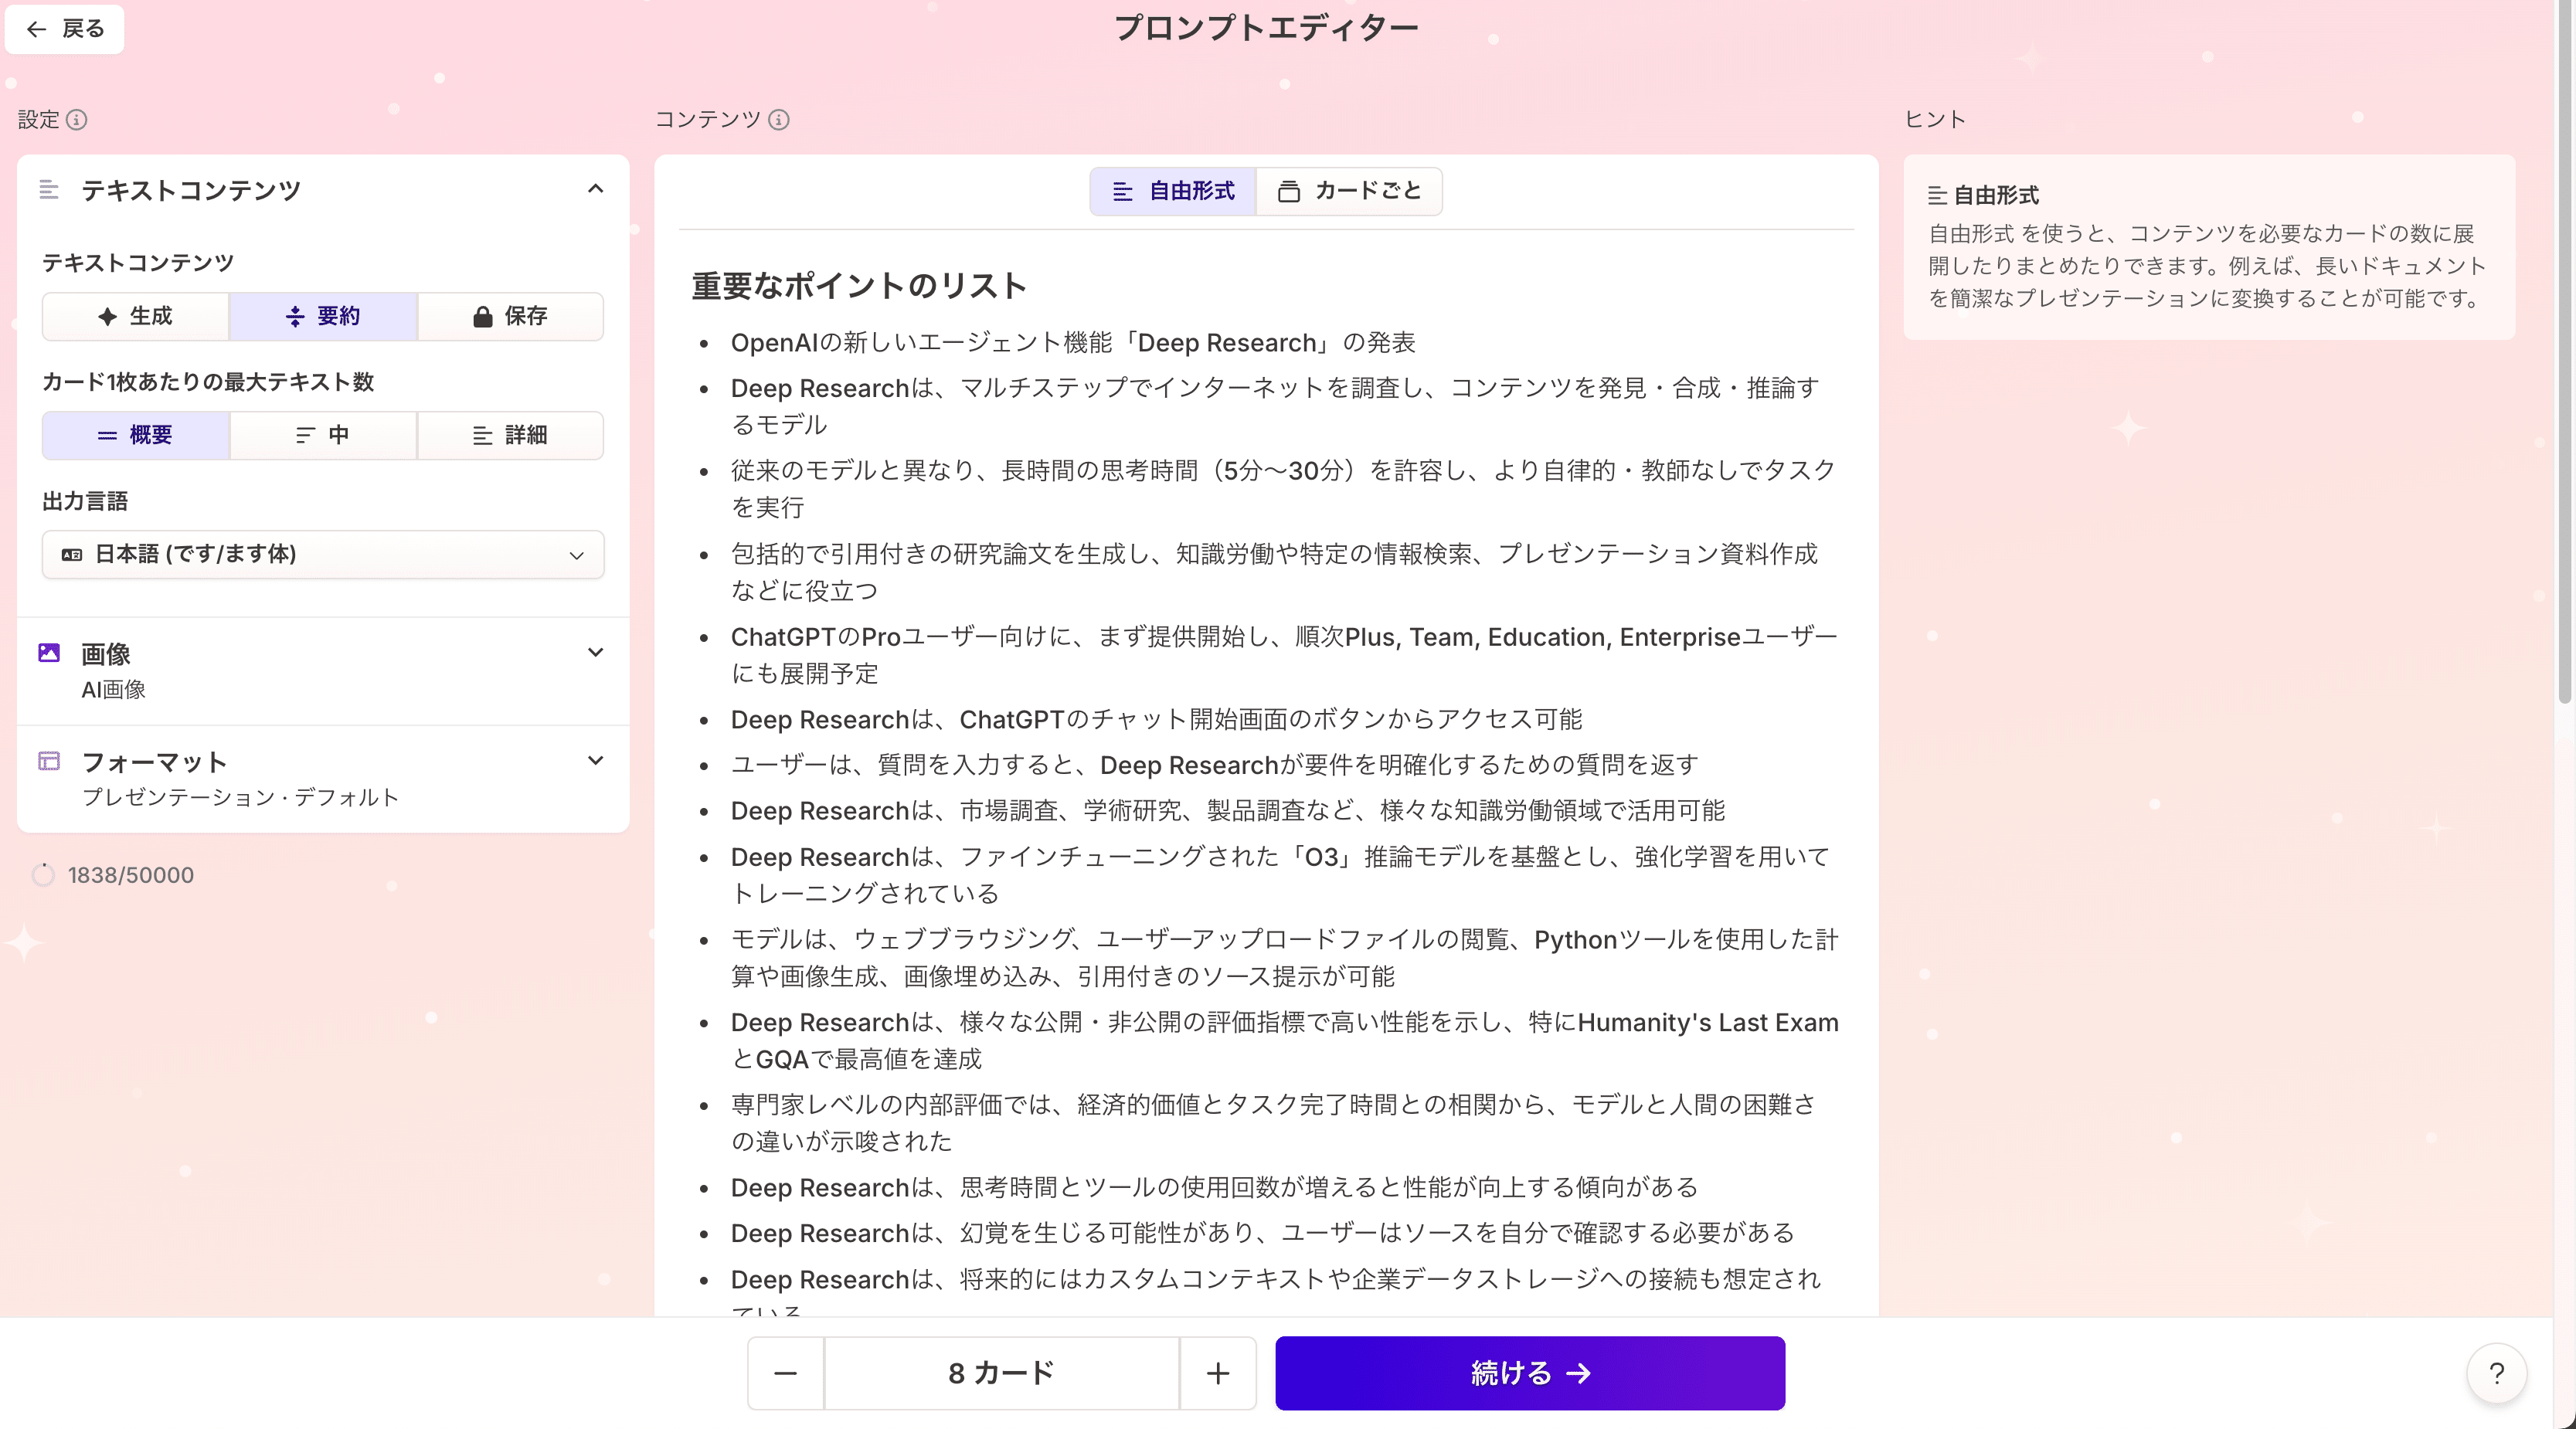 戻る
プロンプトエディター
設定
テキストコンテンツ
テキストコンテンツ
生成
要約
保存
カード1枚あたりの最大テキスト数
概要
中
詳細
出力言語
日本語 (です/ます体)
画像
AI画像
フォーマット
プレゼンテーション · デフォルト
1838/50000
コンテンツ
自由形式
カードごと
重要なポイントのリスト
OpenAIの新しいエージェント機能「Deep Research」の発表
Deep Researchは、マルチステップでインターネットを調査し、コンテンツを発見・合成・推論す
るモデル
従来のモデルと異なり、長時間の思考時間（5分〜30分）を許容し、より自律的・教師なしでタスク
を実行
包括的で引用付きの研究論文を生成し、知識労働や特定の情報検索、プレゼンテーション資料作成
などに役立つ
ChatGPTのProユーザー向けに、まず提供開始し、順次Plus, Team, Education, Enterpriseユーザー
にも展開予定
Deep Researchは、ChatGPTのチャット開始画面のボタンからアクセス可能
ユーザーは、質問を入力すると、Deep Researchが要件を明確化するための質問を返す
Deep Researchは、市場調査、学術研究、製品調査など、様々な知識労働領域で活用可能
Deep Researchは、ファインチューニングされた「O3」推論モデルを基盤とし、強化学習を用いて
トレーニングされている
モデルは、ウェブブラウジング、ユーザーアップロードファイルの閲覧、Pythonツールを使用した計
算や画像生成、画像埋め込み、引用付きのソース提示が可能
Deep Researchは、様々な公開・非公開の評価指標で高い性能を示し、特にHumanity's Last Exam
とGQAで最高値を達成
専門家レベルの内部評価では、経済的価値とタスク完了時間との相関から、モデルと人間の困難さ
の違いが示唆された
Deep Researchは、思考時間とツールの使用回数が増えると性能が向上する傾向がある
Deep Researchは、幻覚を生じる可能性があり、ユーザーはソースを自分で確認する必要がある
Deep Researchは、将来的にはカスタムコンテキストや企業データストレージへの接続も想定され
ている
ヒント
自由形式
自由形式 を使うと、コンテンツを必要なカードの数に展
開したりまとめたりできます。例えば、長いドキュメント
を簡潔なプレゼンテーションに変換することが可能です。
8 カード
続ける
?